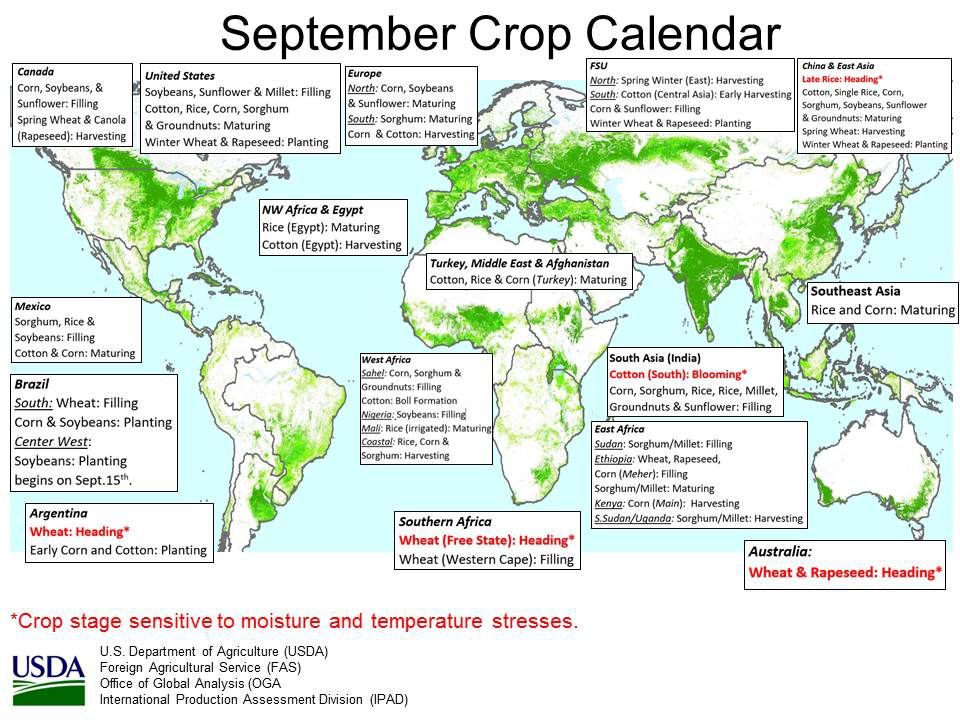 September Crop Calendar
Canada
Corn, Soybeans, &
Sunflower: Filling
Spring Wheat & Canola
(Rapeseed): Harvesting
United States
Soybeans, Sunflower & Millet: Filling
Cotton, Rice, Corn, Sorghum
& Groundnuts: Maturing
Winter Wheat & Rapeseed: Planting
Europe
North: Corn, Soybeans
& Sunflower: Maturing
South: Sorghum: Maturing
Corn & Cotton: Harvesting
FSU
North: Spring Winter (East): Harvesting
South: Cotton (Central Asia): Early Harvesting
Corn & Sunflower: Filling
Winter Wheat & Rapeseed: Planting
China & East Asia
Late Rice: Heading*
Cotton, Single Rice, Corn,
Sorghum, Soybeans, Sunflower
& Groundnuts: Maturing
Spring Wheat: Harvesting
Winter Wheat & Rapeseed: Planting
NW Africa & Egypt
Rice (Egypt): Maturing
Cotton (Egypt): Harvesting
Turkey, Middle East & Afghanistan
Cotton, Rice & Corn (Turkey): Maturing
Southeast Asia
Rice and Corn: Maturing
Mexico
Sorghum, Rice &
Soybeans: Filling
Cotton & Corn: Maturing
West Africa
Sahel: Corn, Sorghum &
Groundnuts: Filling
Cotton: Boll Formation
Nigeria: Soybeans: Filling
Mali: Rice (irrigated): Maturing
Coastal: Rice, Corn &
Sorghum: Harvesting
South Asia (India)
Cotton (South): Blooming*
Corn, Sorghum, Rice, Rice, Millet,
Groundnuts & Sunflower: Filling
Brazil
South: Wheat: Filling
Corn & Soybeans: Planting
Center West:
Soybeans: Planting
begins on Sept.15th.
East Africa
Sudan: Sorghum/Millet: Filling
Ethiopia: Wheat, Rapeseed,
Corn (Meher): Filling
Sorghum/Millet: Maturing
Kenya: Corn (Main): Harvesting
S.Sudan/Uganda: Sorghum/Millet: Harvesting
Argentina
Wheat: Heading*
Early Corn and Cotton: Planting
Southern Africa
Wheat (Free State): Heading*
Wheat (Western Cape): Filling
Australia:
Wheat & Rapeseed: Heading*
*Crop stage sensitive to moisture and temperature stresses.
USDA
U.S. Department of Agriculture (USDA)
Foreign Agricultural Service (FAS)
Office of Global Analysis (OGA
International Production Assessment Division (IPAD)